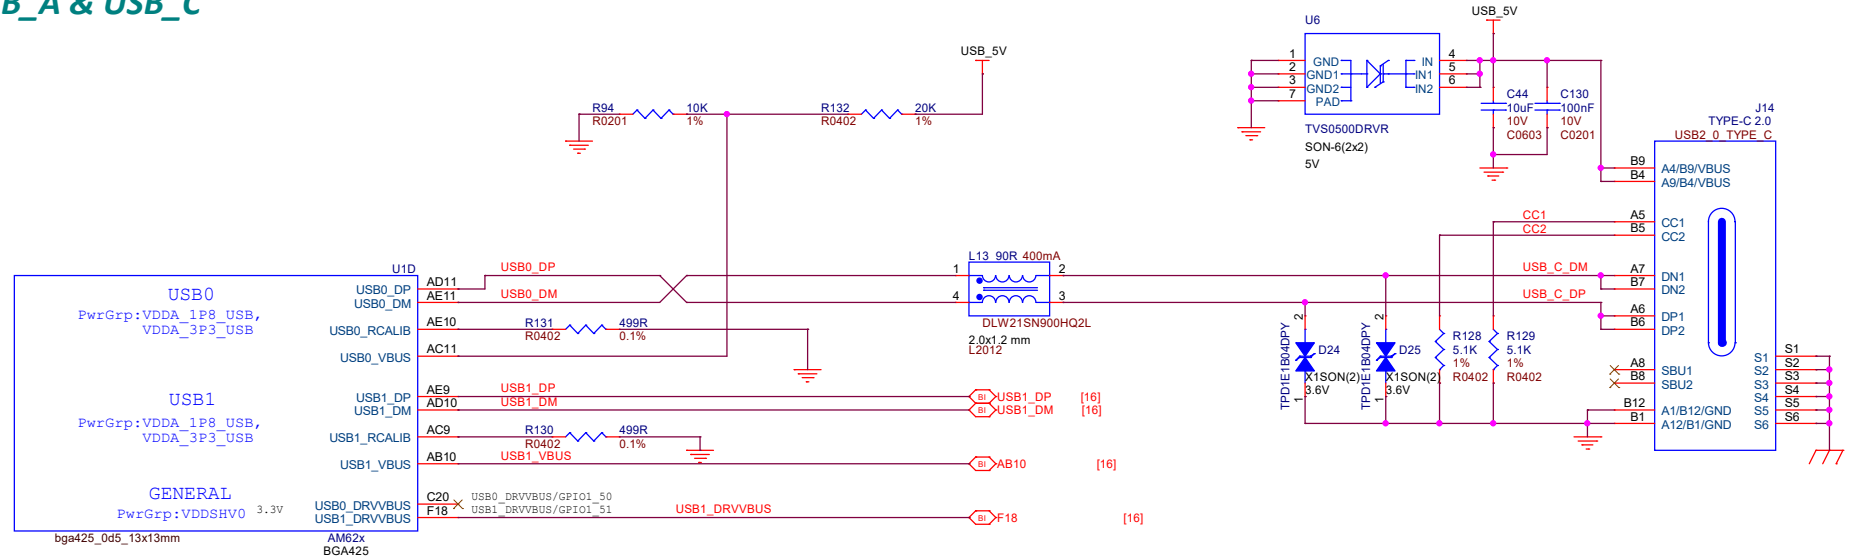 B_A & USB_C
USB_5V
U6
USB_5V
1 GND
2 GND1
3 GND2
7 PAD
IN 4
IN1 5
IN2 6
TVS0500DRVR
SON-6(2x2)
5V
C44
10uF
10V
C0603
C130
100nF
10V
C0201
R94 10K
R0201 1%
R132 20K
R0402 1%
J14
TYPE-C 2.0
USB2_0_TYPE_C
B9 A4/B9/VBUS
B4 A9/B4/VBUS
CC1 A5 CC1
CC2 B5 CC2
USB_C_DM A7 DN1
B7 DN2
USB_C_DP A6 DP1
B6 DP2
A8 SBU1
B8 SBU2
B12 A1/B12/GND
B1 A12/B1/GND
S1 S1
S2 S2
S3 S3
S4 S4
S5 S5
S6 S6
L13 90R 400mA
1 2
4 3
DLW21SN900HQ2L
2.0x1.2 mm
L2012
TPD1E1B04DPY
2
D24
X1SON(2)
3.6V
1
TPD1E1B04DPY
2
D25
X1SON(2)
3.6V
1
R128
5.1K
1%
R0402
R129
5.1K
1%
R0402
U1D
USB0
PwrGrp:VDDA_1P8_USB,
VDDA_3P3_USB
USB0_DP AD11 USB0_DP
USB0_DM AE11 USB0_DM
USB0_RCALIB AE10
R131 499R
R0402 0.1%
USB0_VBUS AC11
USB1
PwrGrp:VDDA_1P8_USB,
VDDA_3P3_USB
USB1_DP AE9 USB1_DP BI USB1_DP [16]
USB1_DM AD10 USB1_DM BI USB1_DM [16]
USB1_RCALIB AC9
R130 499R
R0402 0.1%
USB1_VBUS AB10 USB1_VBUS BI AB10 [16]
GENERAL
PwrGrp:VDDSHV0 3.3V
USB0_DRVVBUS C20 USB0_DRVVBUS/GPIO1_50
USB1_DRVVBUS F18 USB1_DRVVBUS/GPIO1_51 USB1_DRVVBUS BI F18 [16]
bga425_0d5_13x13mm
AM62x
BGA425